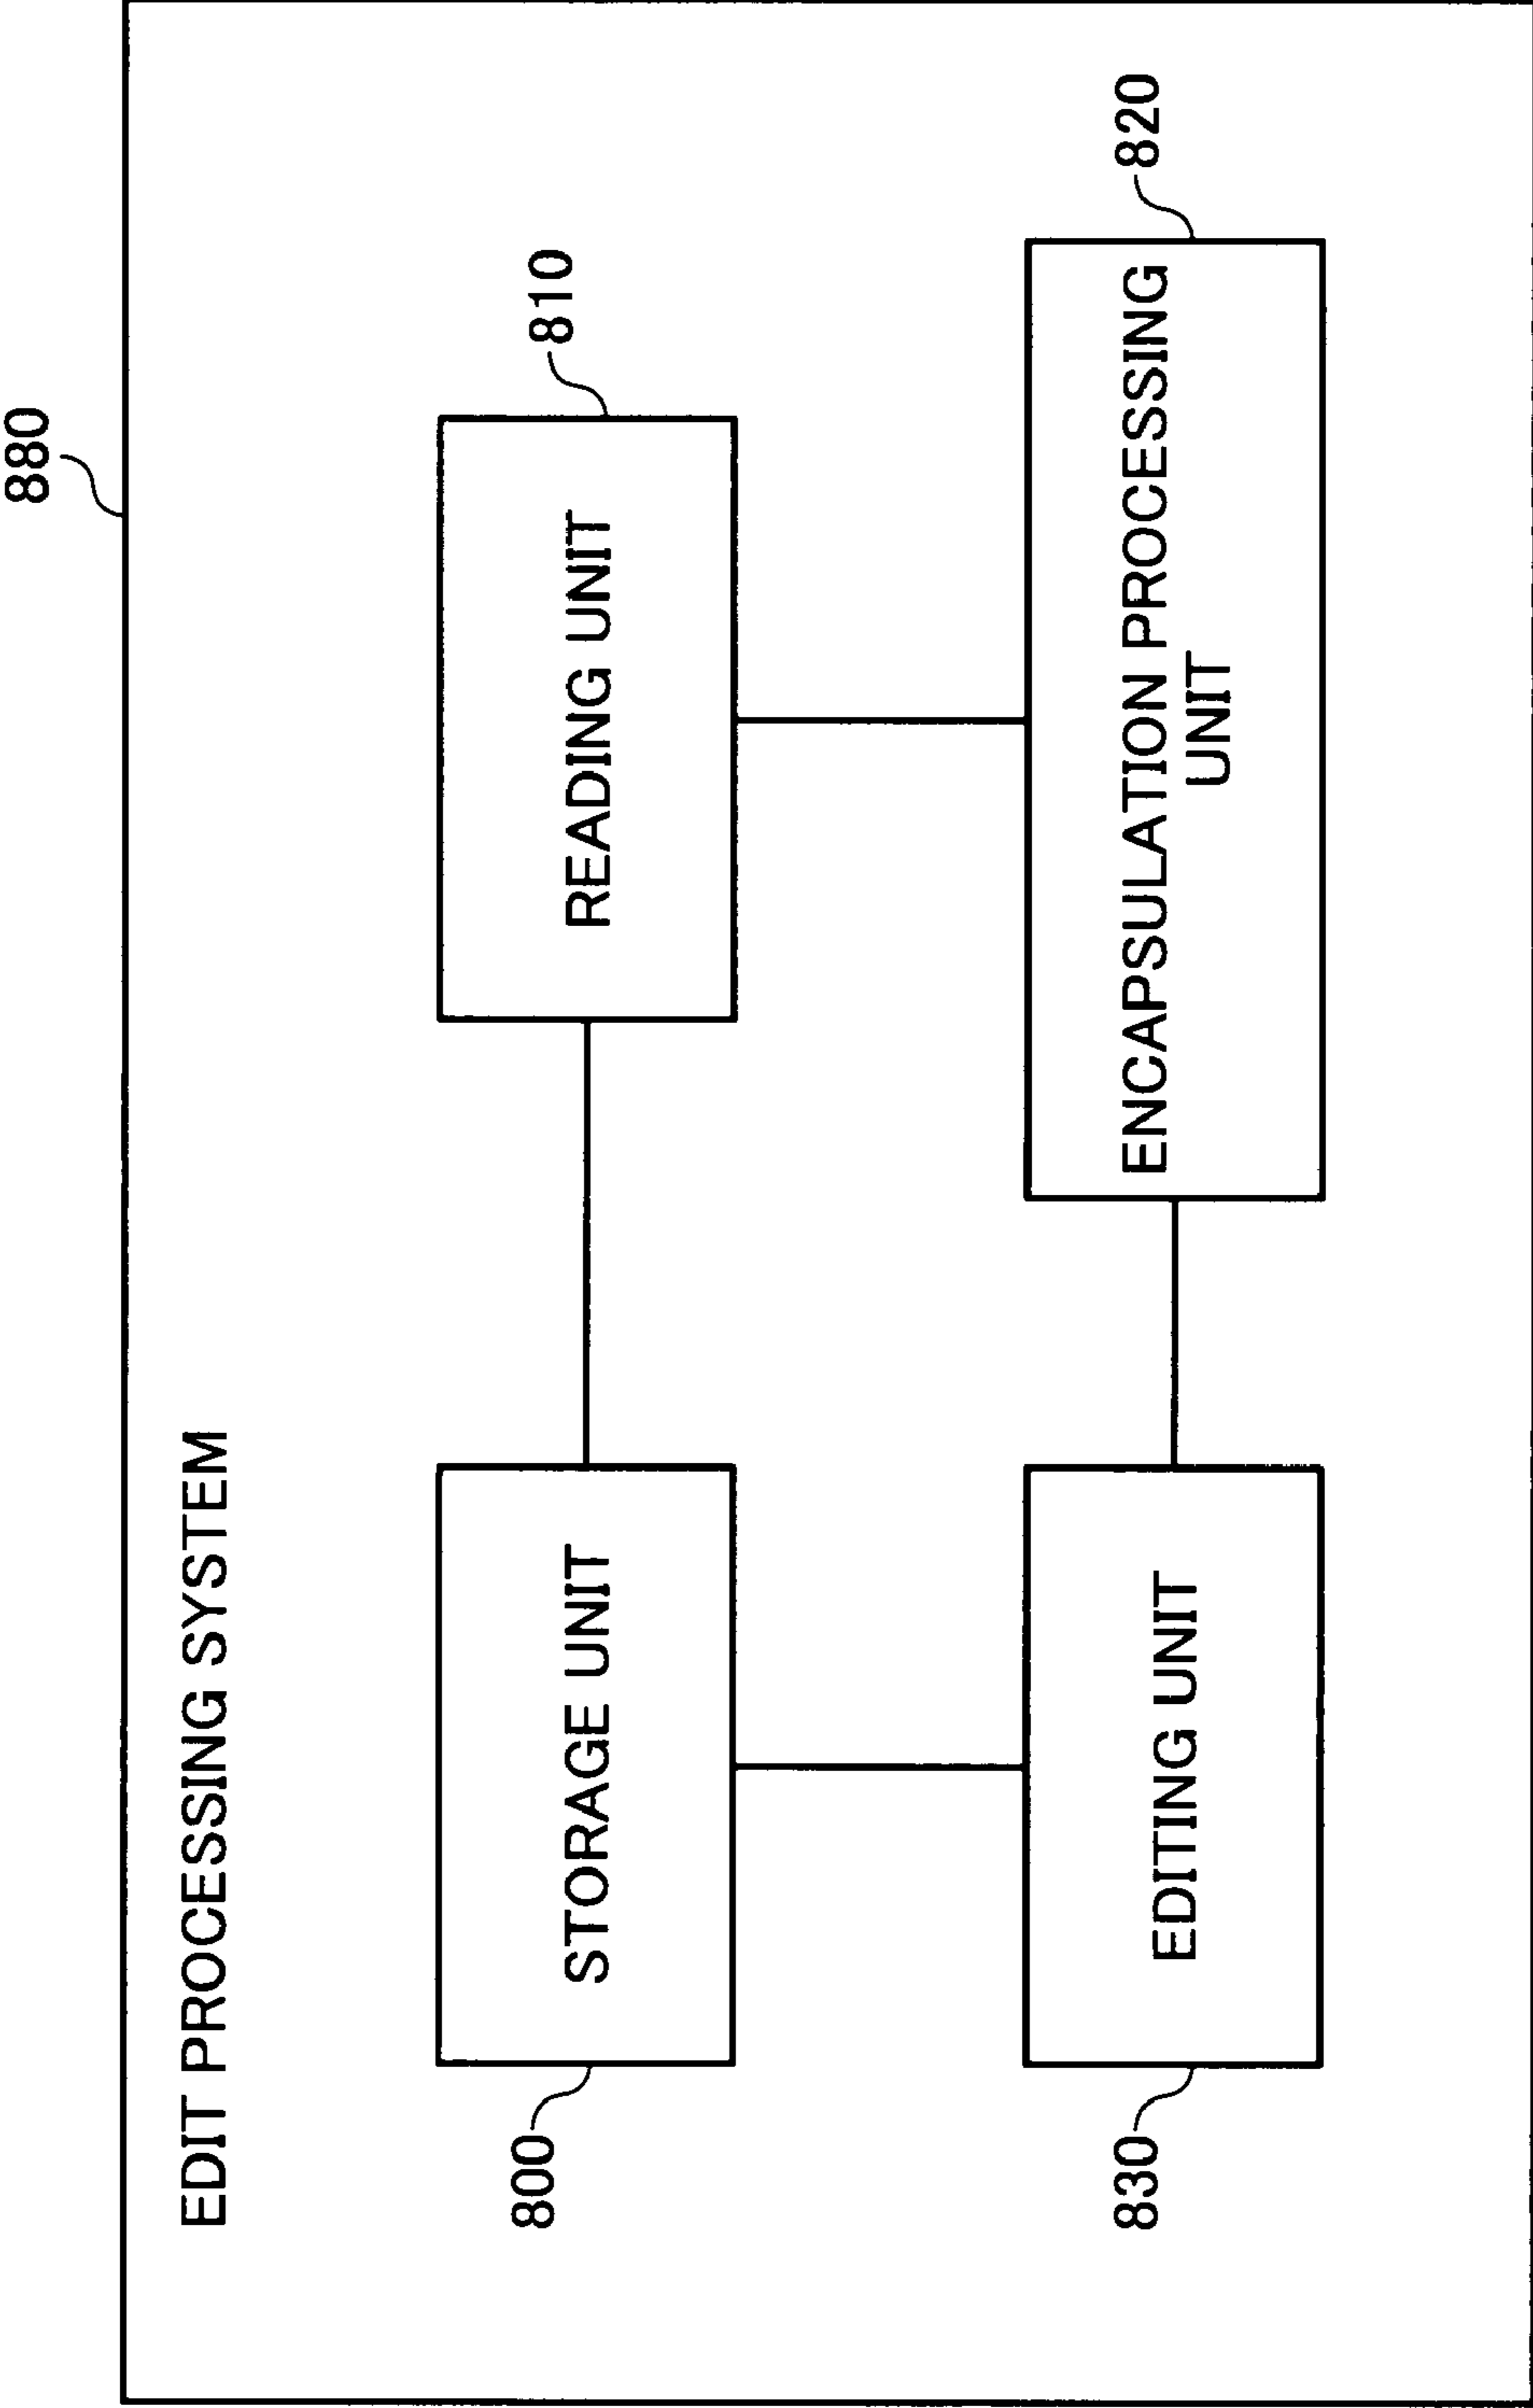 880
EDIT PROCESSING SYSTEM
800
STORAGE UNIT
READING UNIT
810
830
EDITING UNIT
ENCAPSULATION PROCESSING
UNIT
820